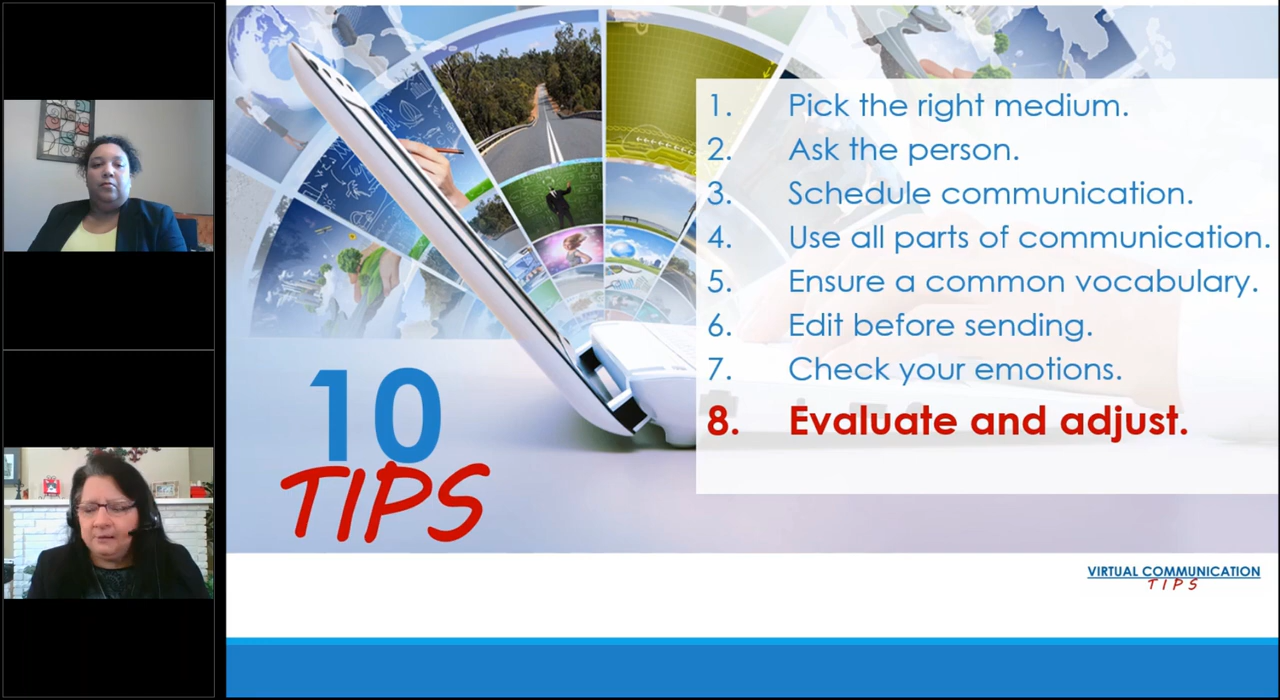 1. Pick the right medium.
2. Ask the person.
3. Schedule communication.
4. Use all parts of communication.
5. Ensure a common vocabulary.
6. Edit before sending.
7. Check your emotions.
8. Evaluate and adjust.
10
TIPS
VIRTUAL COMMUNICATION
TIPS